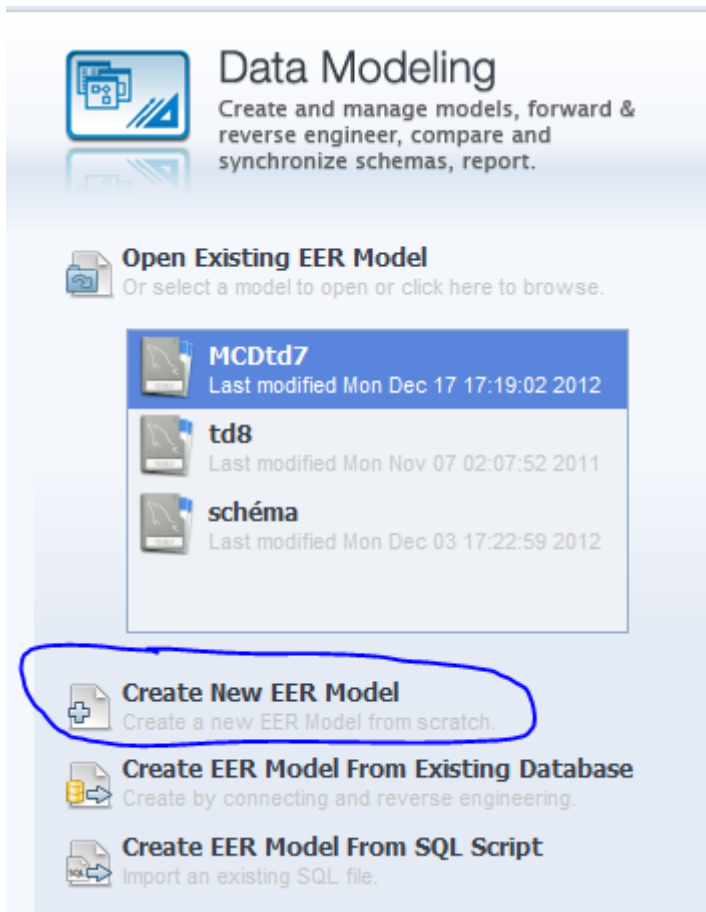 Data Modeling
Create and manage models, forward &
reverse engineer, compare and
synchronize schemas, report.
Open Existing EER Model
Or select a model to open or click here to browse.
MCDtd7
Last modified Mon Dec 17 17:19:02 2012
td8
Last modified Mon Nov 07 02:07:52 2011
schéma
Last modified Mon Dec 03 17:22:59 2012
Create New EER Model
Create a new EER Model from scratch.
Create EER Model From Existing Database
Create by connecting and reverse engineering.
Create EER Model From SQL Script
Import an existing SQL file.